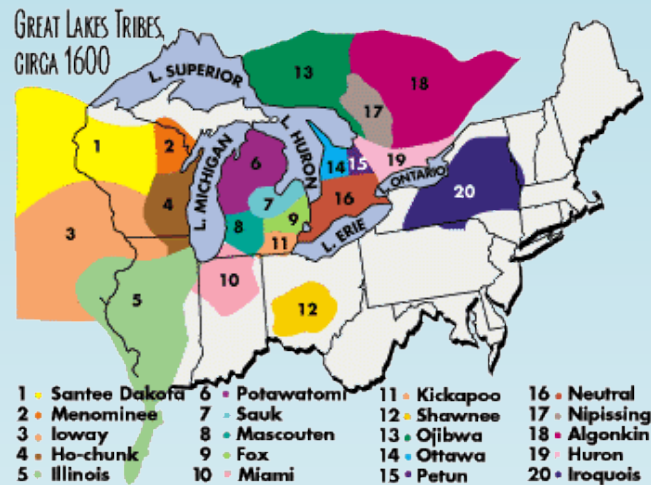 GREAT LAKES TRIBES,
CIRCA 1600
L. SUPERIOR
13
18
17
1
2
L. MICHIGAN
L. HURON
6
14
15
19
L. ONTARIO
20
4
7
16
3
8
9
L. ERIE
11
10
5
12
1 Santee Dakota
2 Menominee
3 Ioway
4 Ho-chunk
5 Illinois
6 Potawatomi
7 Sauk
8 Mascouten
9 Fox
10 Miami
11 Kickapoo
12 Shawnee
13 Ojibwa
14 Ottawa
15 Petun
16 Neutral
17 Nipissing
18 Algonkin
19 Huron
20 Iroquois